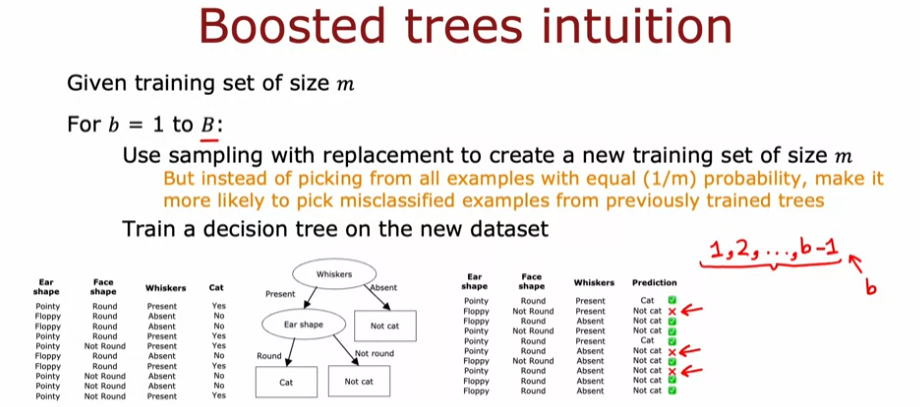 Boosted trees intuition
Given training set of size m
For b = 1 to B:
Use sampling with replacement to create a new training set of size m
But instead of picking from all examples with equal (1/m) probability, make it
more likely to pick misclassified examples from previously trained trees
Train a decision tree on the new dataset
1,2,...,b-1
b
Ear shape Face shape Whiskers Cat
Pointy Round Present Yes
Floppy Round Absent No
Floppy Round Absent No
Pointy Round Present Yes
Pointy Not Round Present Yes
Floppy Round Absent No
Floppy Round Present Yes
Pointy Not Round Absent No
Pointy Not Round Absent No
Pointy Not Round Present Yes
Whiskers
Present Absent
Ear shape Not cat
Round Not round
Cat Not cat
Ear shape Face shape Whiskers Prediction
Pointy Round Present Cat ✅
Floppy Not Round Present Not cat ❌
Floppy Round Absent Not cat ✅
Pointy Not Round Present Not cat ✅
Pointy Round Present Cat ✅
Pointy Round Absent Not cat ❌
Floppy Not Round Absent Not cat ✅
Pointy Round Absent Not cat ❌
Floppy Round Absent Not cat ✅
Floppy Round Absent Not cat ✅